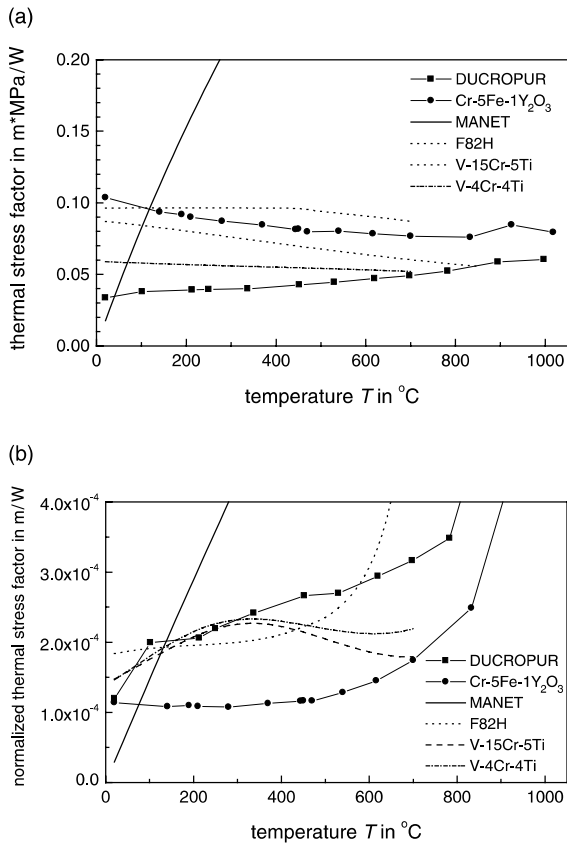 (a)
thermal stress factor in m*MPa/W
0.20
0.15
0.10
0.05
0.00
DUCROPUR
Cr-5Fe-1Y₂O₃
MANET
F82H
V-15Cr-5Ti
V-4Cr-4Ti
0 200 400 600 800 1000
temperature T in °C
(b)
normalized thermal stress factor in m/W
4.0x10⁻⁴
3.0x10⁻⁴
2.0x10⁻⁴
1.0x10⁻⁴
0.0
DUCROPUR
Cr-5Fe-1Y₂O₃
MANET
F82H
V-15Cr-5Ti
V-4Cr-4Ti
0 200 400 600 800 1000
temperature T in °C